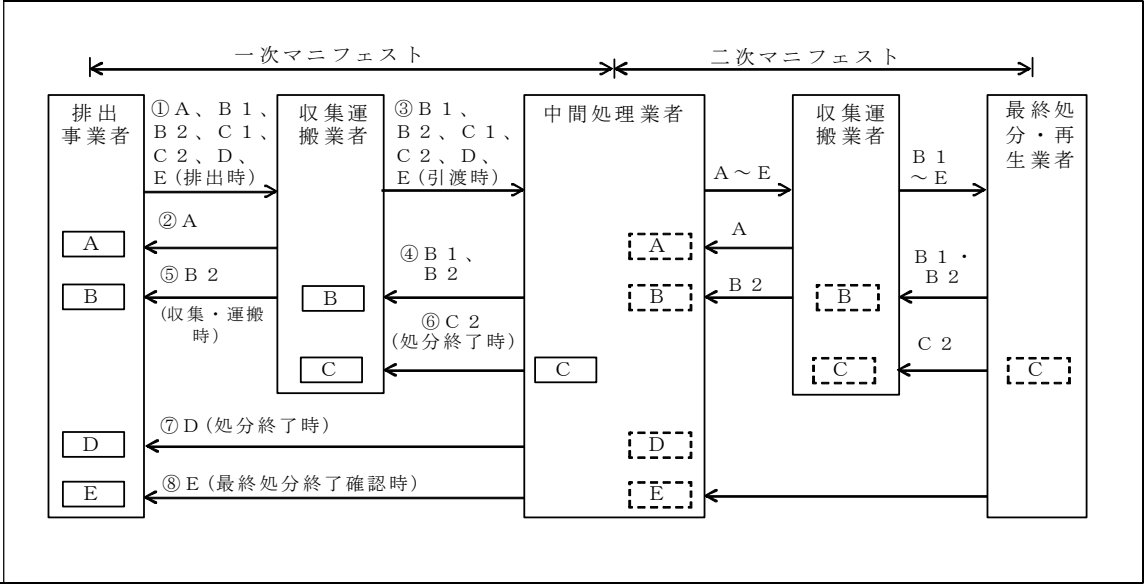 一次マニフェスト
二次マニフェスト
排出
事業者
①A、B1、
B2、C1、
C2、D、
E(排出時)
収集運
搬業者
③B1、
B2、C1、
C2、D、
E(引渡時)
中間処理業者
収集運
搬業者
最終処
分・再
生業者
A~E
B1
~E
②A
A
④B1、
B2
A
A
B1・
B2
⑤B2
B
(収集・運搬
時)
B
B
B2
B
⑥C2
(処分終了時)
C
C
C2
C
C
⑦D(処分終了時)
D
D
⑧E(最終処分終了確認時)
E
E